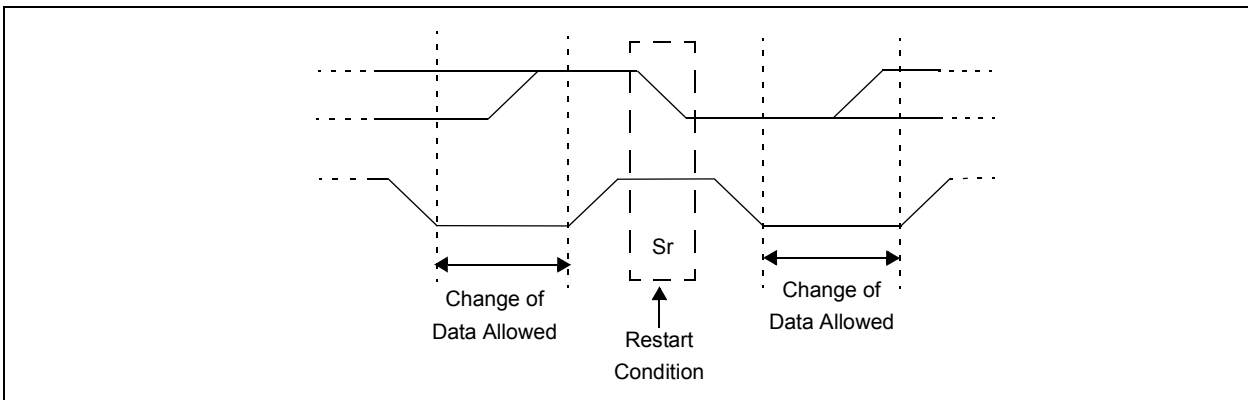 Sr
Change of
Data Allowed
Restart
Condition
Change of
Data Allowed